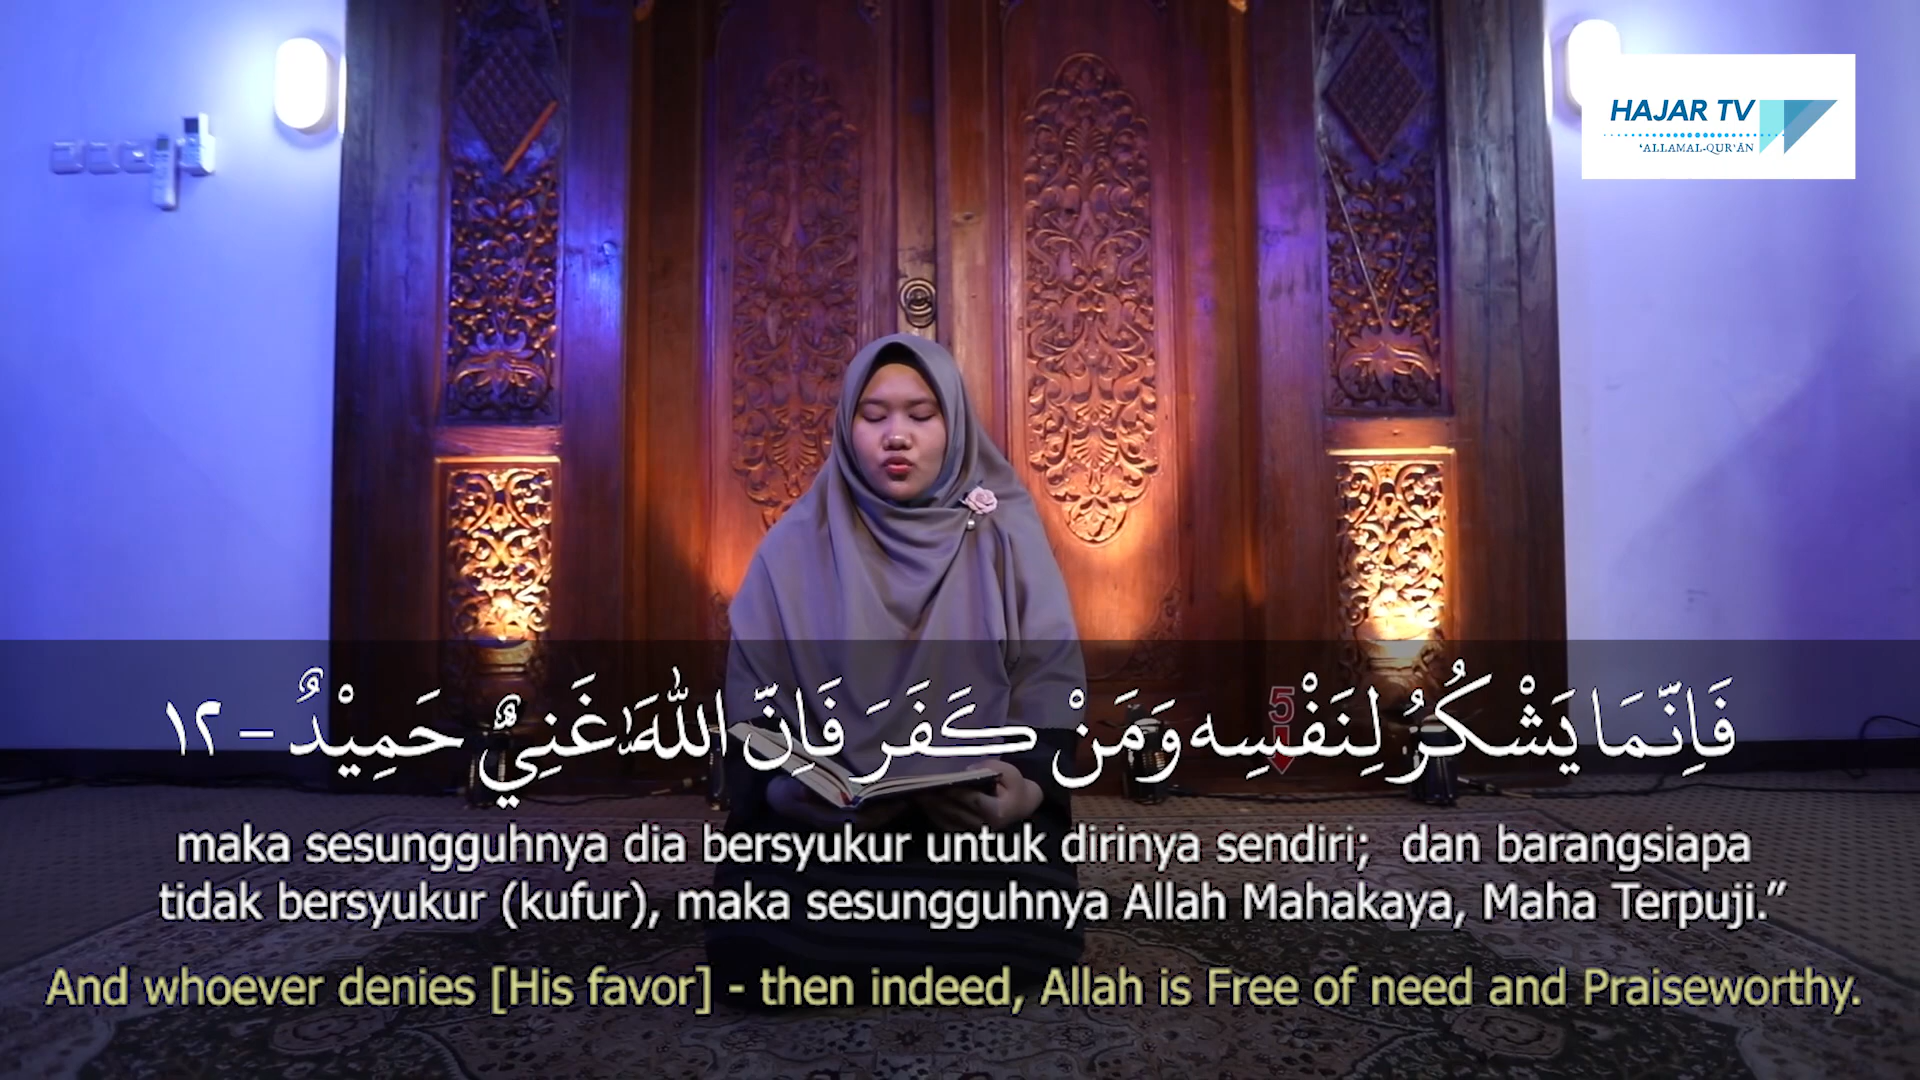 HAJAR TV
'ALLAMAL-QUR'ĀN
5
فَاِنَّمَا يَشْكُرُ لِنَفْسِه وَمَنْ كَفَرَ فَاِنَّ اللّٰهَ غَنِيٌّ حَمِيْدٌ – ١٢
maka sesungguhnya dia bersyukur untuk dirinya sendiri; dan barangsiapa
tidak bersyukur (kufur), maka sesungguhnya Allah Mahakaya, Maha Terpuji.”
And whoever denies [His favor] - then indeed, Allah is Free of need and Praiseworthy.